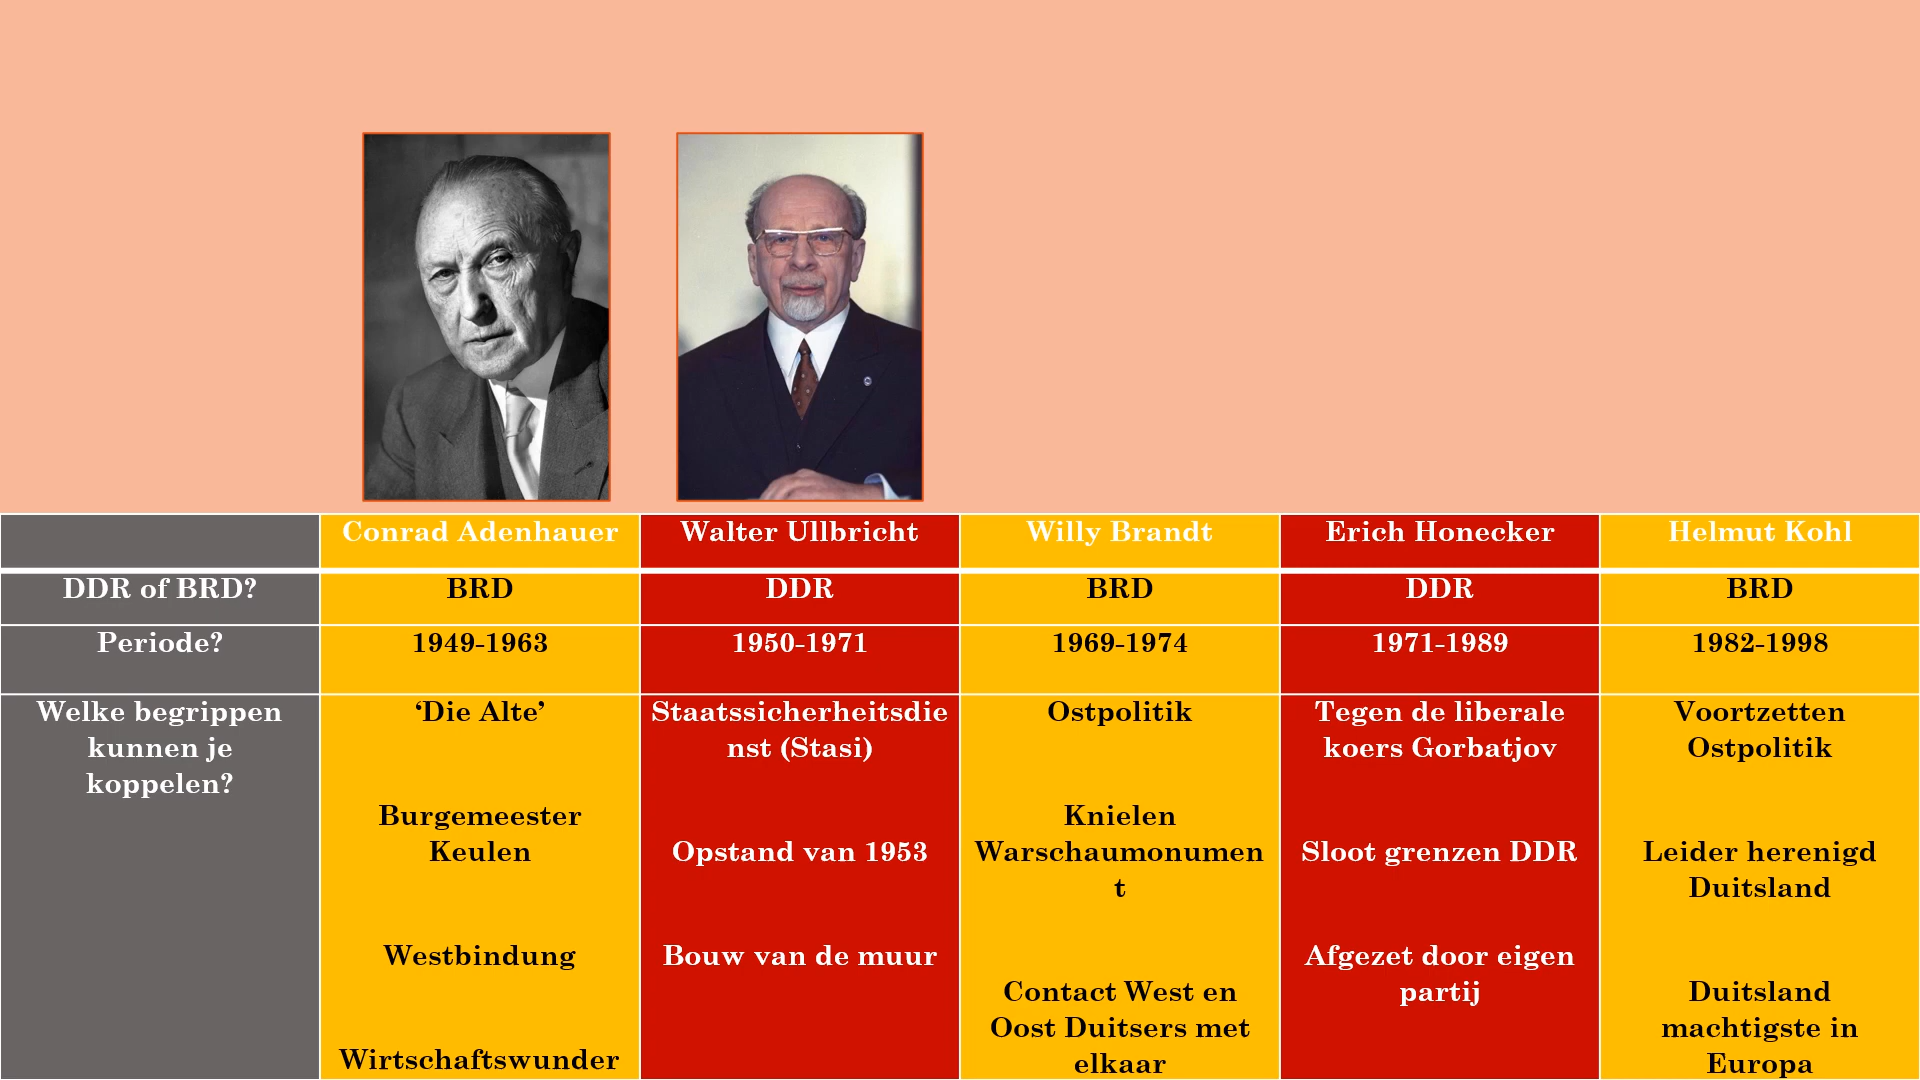 Conrad Adenhauer
Walter Ullbricht
Willy Brandt
Erich Honecker
Helmut Kohl
DDR of BRD?
BRD
DDR
BRD
DDR
BRD
Periode?
1949-1963
1950-1971
1969-1974
1971-1989
1982-1998
Welke begrippen
kunnen je
koppelen?
‘Die Alte’
Burgemeester
Keulen
Westbindung
Wirtschaftswunder
Staatssicherheitsdie
nst (Stasi)
Opstand van 1953
Bouw van de muur
Ostpolitik
Knielen
Warschaumonumen
t
Contact West en
Oost Duitsers met
elkaar
Tegen de liberale
koers Gorbatjov
Sloot grenzen DDR
Afgezet door eigen
partij
Voortzetten
Ostpolitik
Leider herenigd
Duitsland
Duitsland
machtigste in
Europa